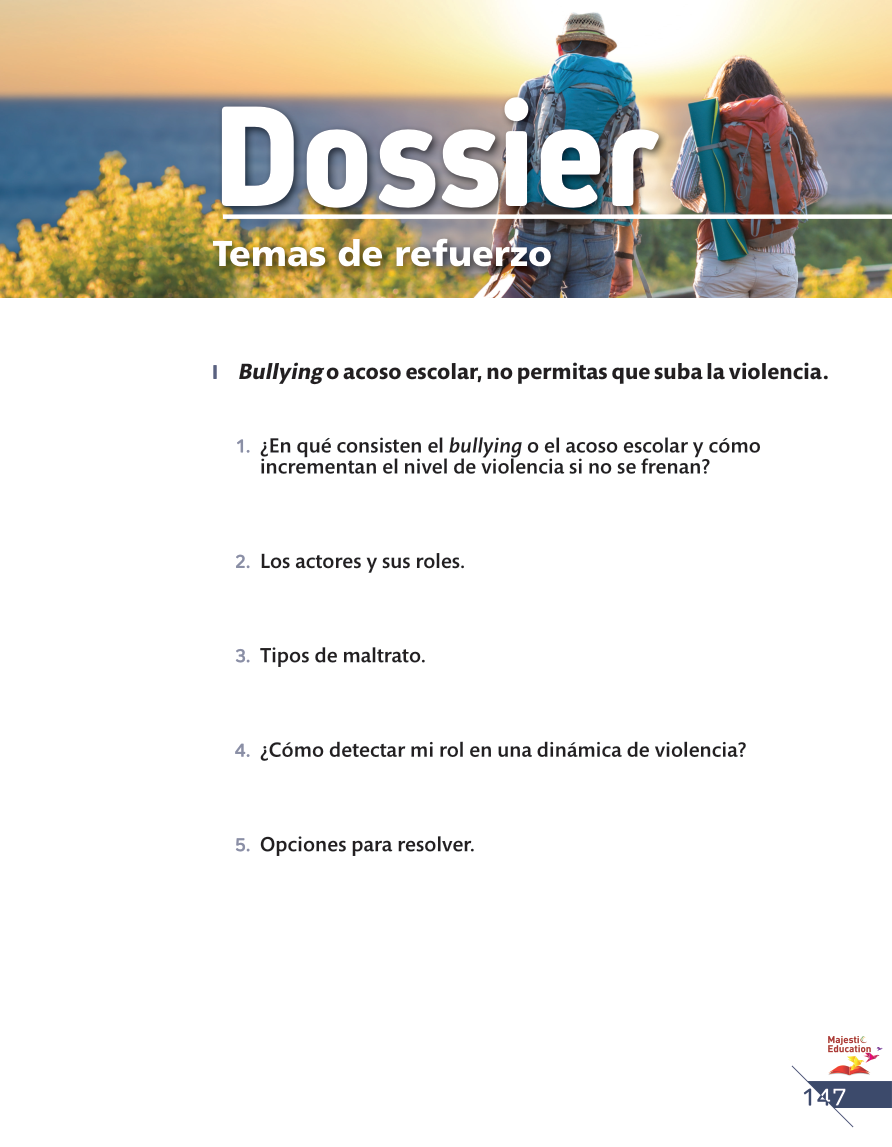 Dossier
Temas de refuerzo
I Bullying o acoso escolar, no permitas que suba la violencia.
1. ¿En qué consisten el bullying o el acoso escolar y cómo
incrementan el nivel de violencia si no se frenan?
2. Los actores y sus roles.
3. Tipos de maltrato.
4. ¿Cómo detectar mi rol en una dinámica de violencia?
5. Opciones para resolver.
Majestic
Education
147